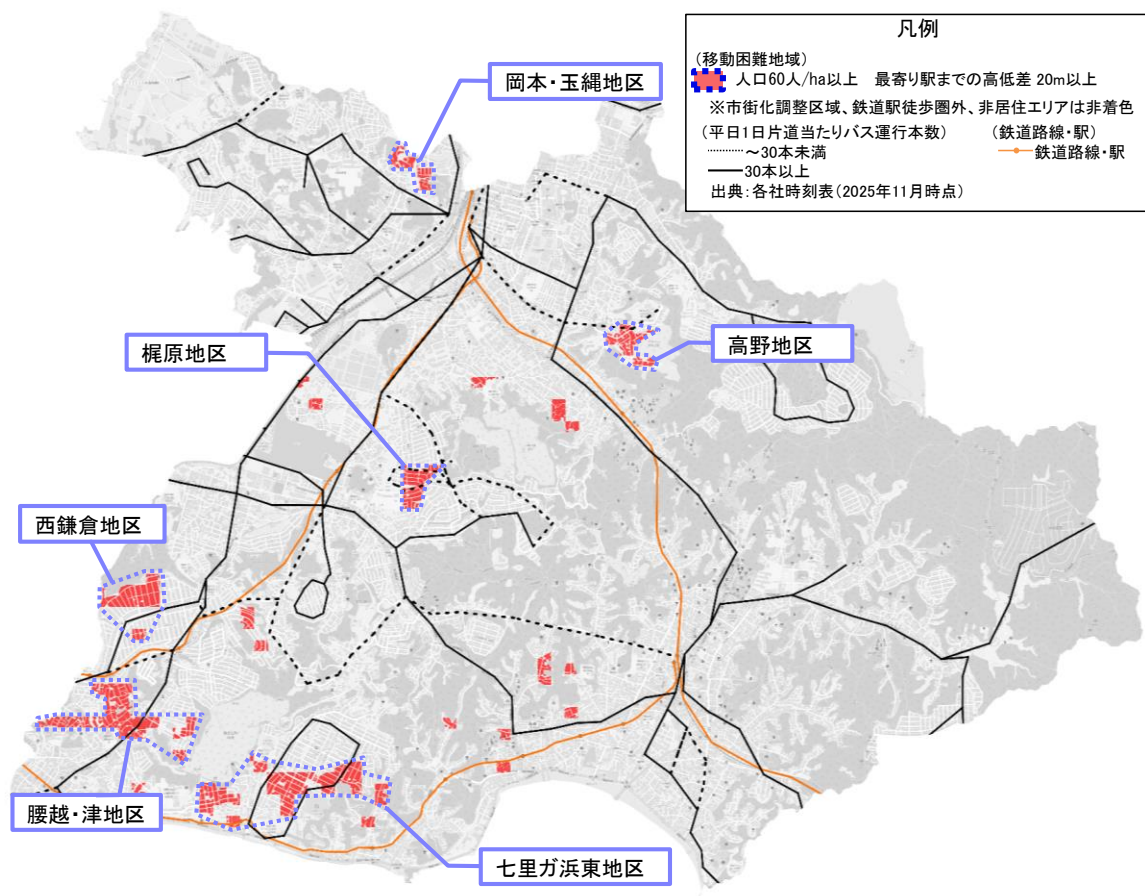 凡例
(移動困難地域)
人口60人/ha以上 最寄り駅までの高低差 20m以上
※市街化調整区域、鉄道駅徒歩圏外、非居住エリアは非着色
(平日1日片道当たりバス運行本数) (鉄道路線・駅)
～30本未満 鉄道路線・駅
30本以上
出典:各社時刻表(2025年11月時点)
岡本・玉縄地区
高野地区
梶原地区
西鎌倉地区
腰越・津地区
七里ガ浜東地区